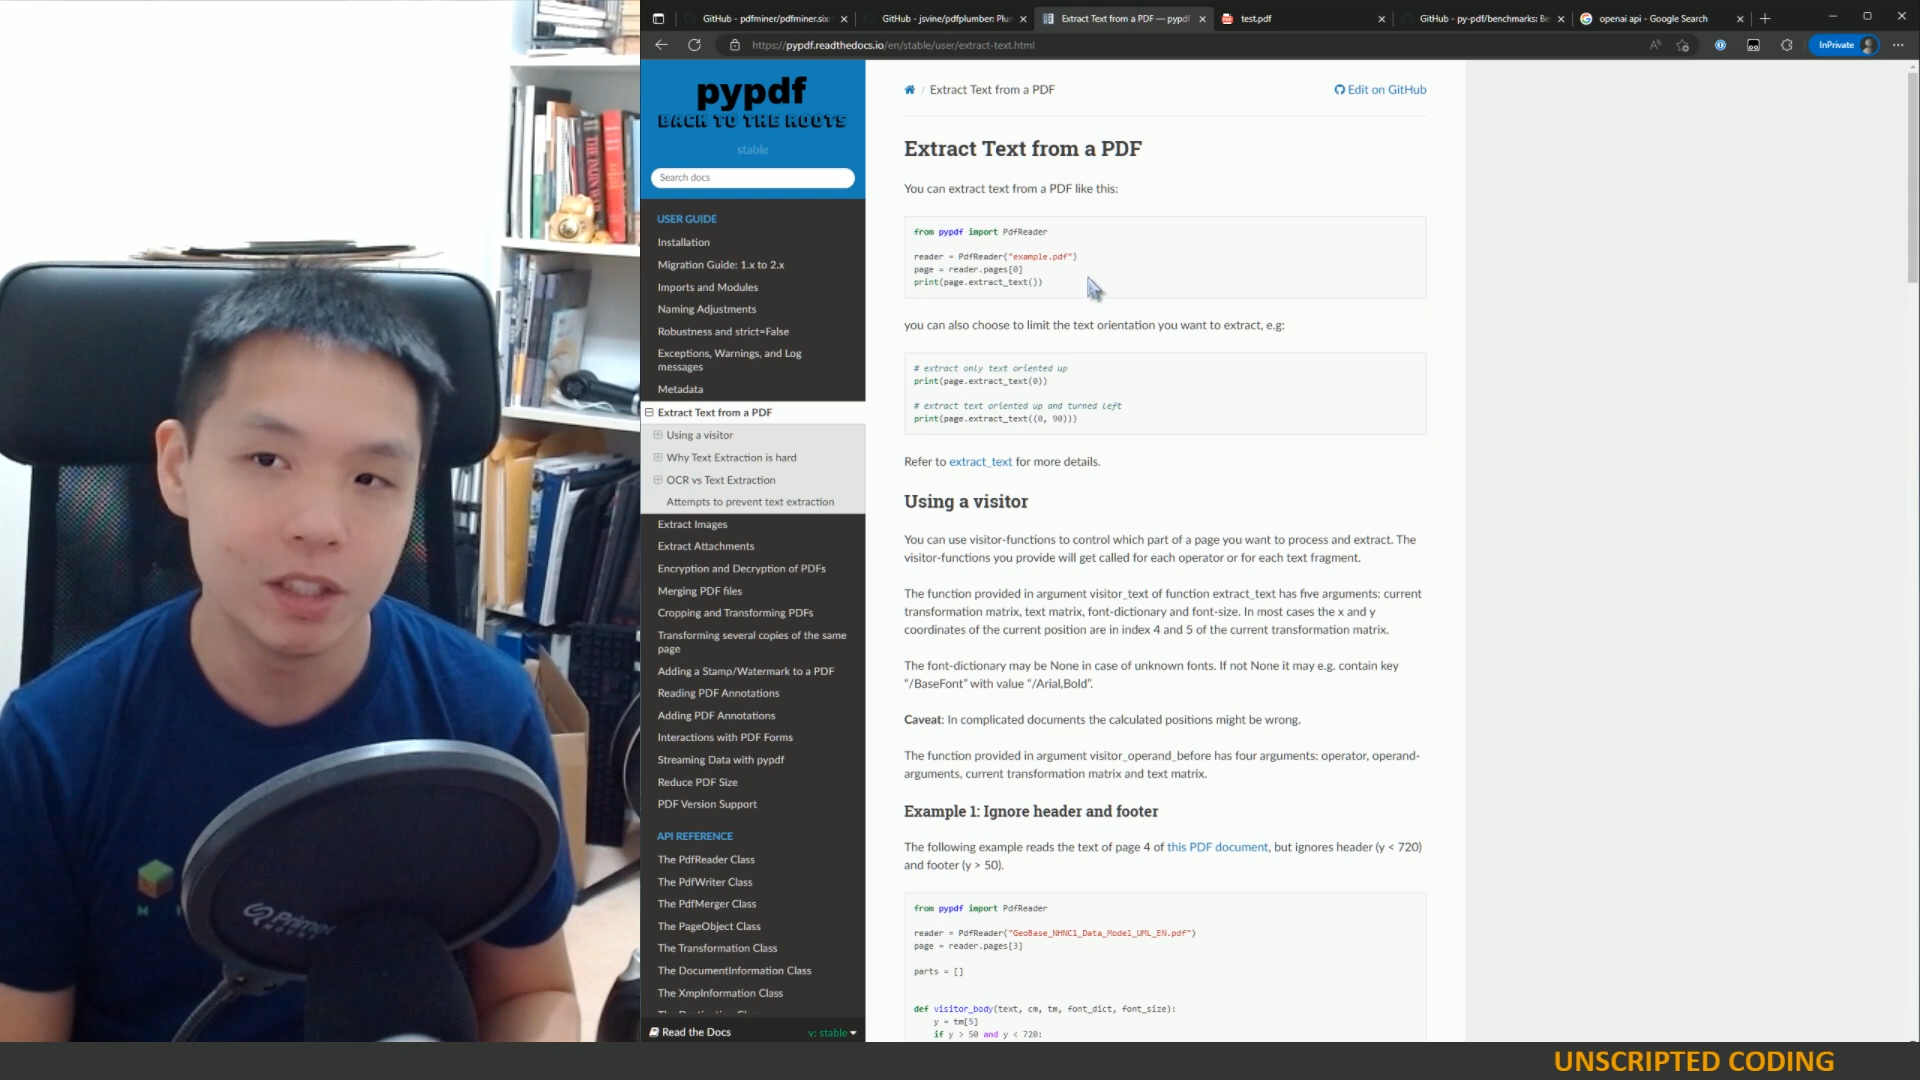 GitHub - pdfminer/pdfminer.six:
GitHub - jsvine/pdfplumber: Plu
Extract Text from a PDF — pypdf
test.pdf
GitHub - py-pdf/benchmarks: Be
openai api - Google Search
https://pypdf.readthedocs.io/en/stable/user/extract-text.html
InPrivate
pypdf
BACK TO THE ROOTS
stable
Search docs
USER GUIDE
Installation
Migration Guide: 1.x to 2.x
Imports and Modules
Naming Adjustments
Robustness and strict=False
Exceptions, Warnings, and Log
messages
Metadata
Extract Text from a PDF
Using a visitor
Why Text Extraction is hard
OCR vs Text Extraction
Attempts to prevent text extraction
Extract Images
Extract Attachments
Encryption and Decryption of PDFs
Merging PDF files
Cropping and Transforming PDFs
Transforming several copies of the same
page
Adding a Stamp/Watermark to a PDF
Reading PDF Annotations
Adding PDF Annotations
Interactions with PDF Forms
Streaming Data with pypdf
Reduce PDF Size
PDF Version Support
API REFERENCE
The PdfReader Class
The PdfWriter Class
The PdfMerger Class
The PageObject Class
The Transformation Class
The DocumentInformation Class
The XmpInformation Class
Read the Docs
v: stable
Extract Text from a PDF
Edit on GitHub
Extract Text from a PDF
You can extract text from a PDF like this:
from pypdf import PdfReader
reader = PdfReader("example.pdf")
page = reader.pages[0]
print(page.extract_text())
you can also choose to limit the text orientation you want to extract, e.g:
# extract only text oriented up
print(page.extract_text(0))
# extract text oriented up and turned left
print(page.extract_text((0, 90)))
Refer to extract_text for more details.
Using a visitor
You can use visitor-functions to control which part of a page you want to process and extract. The
visitor-functions you provide will get called for each operator or for each text fragment.
The function provided in argument visitor_text of function extract_text has five arguments: current
transformation matrix, text matrix, font-dictionary and font-size. In most cases the x and y
coordinates of the current position are in index 4 and 5 of the current transformation matrix.
The font-dictionary may be None in case of unknown fonts. If not None it may e.g. contain key
“/BaseFont” with value “/Arial,Bold”.
Caveat: In complicated documents the calculated positions might be wrong.
The function provided in argument visitor_operand_before has four arguments: operator, operand-
arguments, current transformation matrix and text matrix.
Example 1: Ignore header and footer
The following example reads the text of page 4 of this PDF document, but ignores header (y < 720)
and footer (y > 50).
from pypdf import PdfReader
reader = PdfReader("GeoBase_NHNC1_Data_Model_UML_EN.pdf")
page = reader.pages[3]
parts = []
def visitor_body(text, cm, tm, font_dict, font_size):
y = tm[5]
if y > 50 and y < 720:
UNSCRIPTED CODING